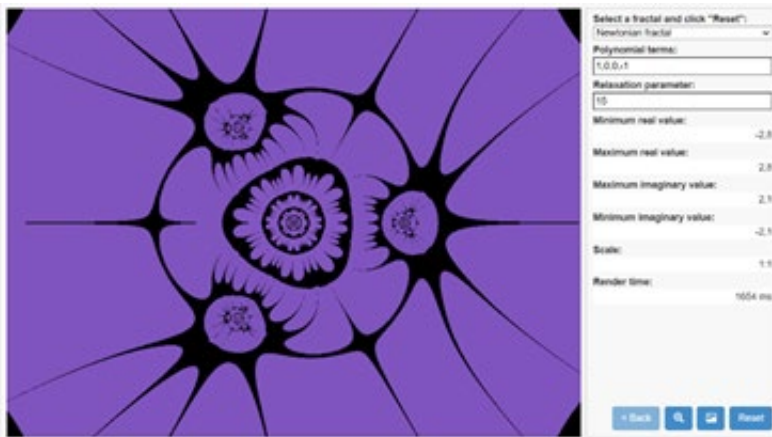 Select a fractal and click "Reset":
Newtonian fractal
Polynomial terms:
1,0,0,-1
Relaxation parameter:
10
Minimum real value:
-2,8
Maximum real value:
2,8
Maximum imaginary value:
2,1
Minimum imaginary value:
-2,1
Scale:
1:1
Render time:
1654 ms
« Back
Reset